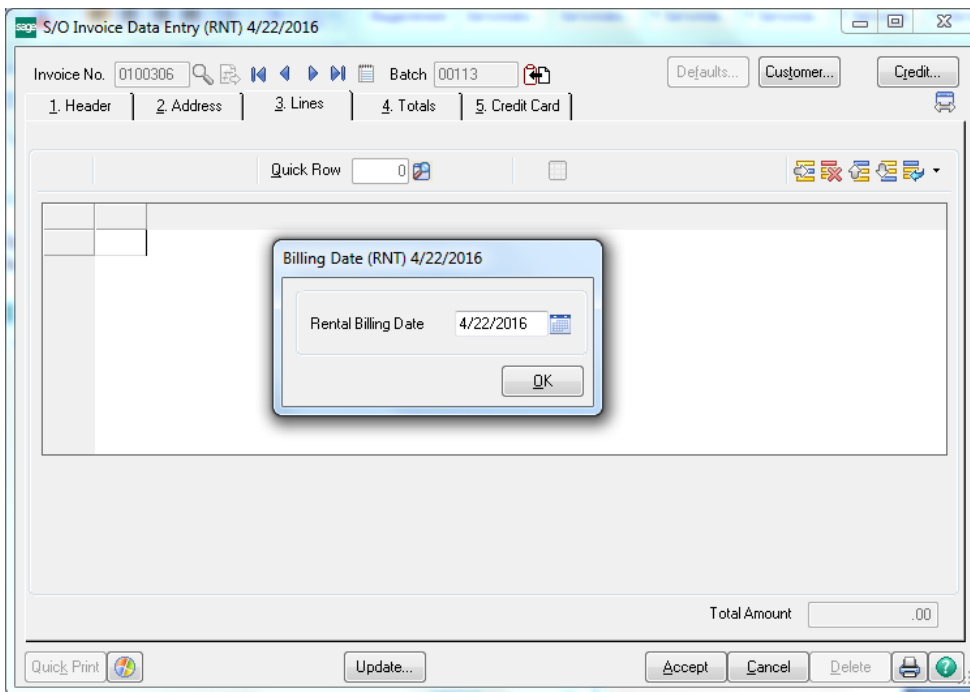 sage S/O Invoice Data Entry (RNT) 4/22/2016
Invoice No. 0100306 Batch 00113 Defaults... Customer... Credit...
1. Header 2. Address 3. Lines 4. Totals 5. Credit Card
Quick Row 0
Billing Date (RNT) 4/22/2016
Rental Billing Date 4/22/2016
OK
Total Amount .00
Quick Print Update... Accept Cancel Delete